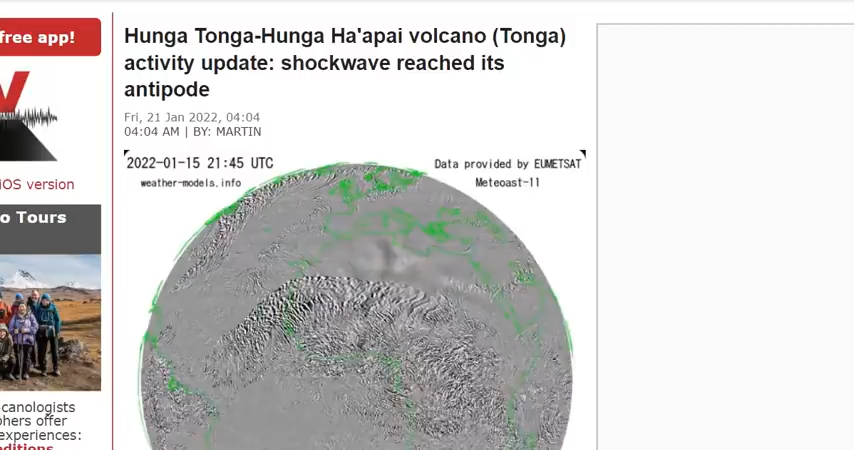 free app!
iOS version
o Tours
canologists
phers offer
experiences:
editions
Hunga Tonga-Hunga Ha'apai volcano (Tonga)
activity update: shockwave reached its
antipode
Fri, 21 Jan 2022, 04:04
04:04 AM | BY: MARTIN
2022-01-15 21:45 UTC
Data provided by EUMETSAT
weather-models.info
Meteoast-11